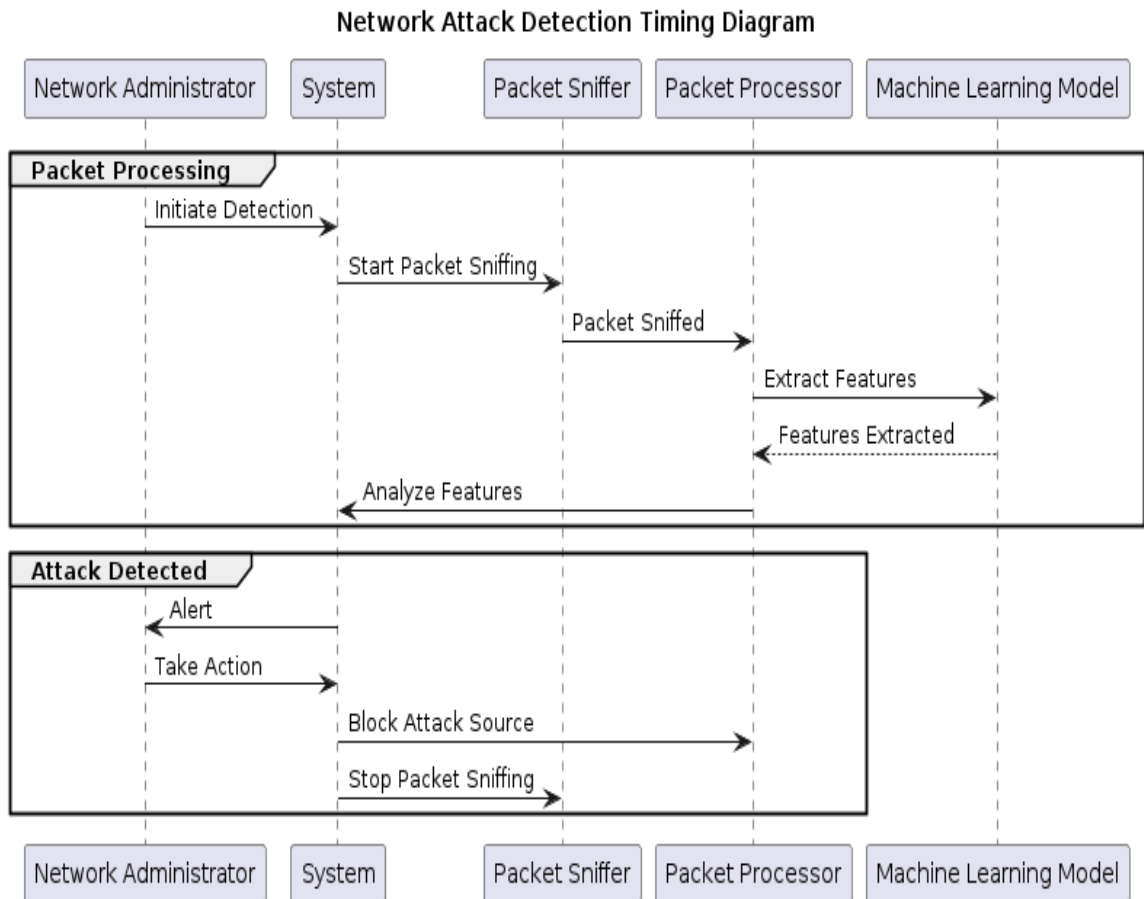 Network Attack Detection Timing Diagram
Network Administrator System Packet Sniffer Packet Processor Machine Learning Model
Packet Processing
Initiate Detection
Start Packet Sniffing
Packet Sniffed
Extract Features
Features Extracted
Analyze Features
Attack Detected
Alert
Take Action
Block Attack Source
Stop Packet Sniffing
Network Administrator System Packet Sniffer Packet Processor Machine Learning Model